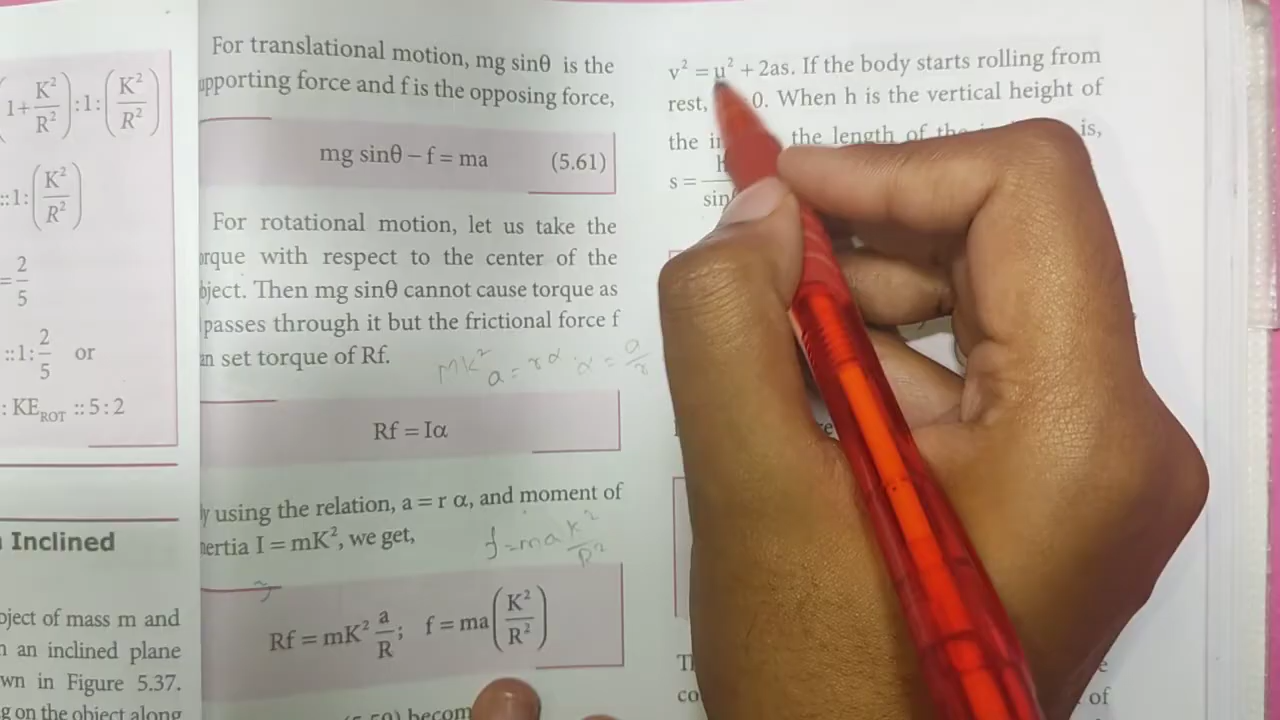 (1+K²/R²):1:(K²/R²)
::1:(K²/R²)
=2/5
::1:2/5 or
: KE_ROT ::5:2
Inclined
object of mass m and
an inclined plane
wn in Figure 5.37.
g on the object along
For translational motion, mg sinθ is the
upporting force and f is the opposing force,
mg sinθ – f = ma (5.61)
For rotational motion, let us take the
orque with respect to the center of the
bject. Then mg sinθ cannot cause torque as
passes through it but the frictional force f
an set torque of Rf.
mK² a = rα α = a/r
Rf = Iα
y using the relation, a = r α, and moment of
nertia I = mK², we get,
f = ma K²/R²
Rf = mK² a/R; f = ma(K²/R²)
becom
v² = u² + 2as. If the body starts rolling from
rest, 0. When h is the vertical height of
the the length of the is,
s = h/sin
of